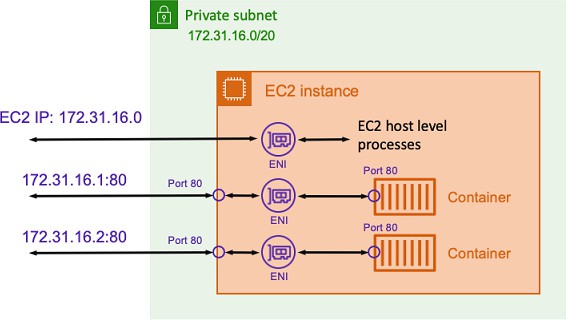 Private subnet
172.31.16.0/20
EC2 instance
EC2 IP: 172.31.16.0
EC2 host level
processes
ENI
172.31.16.1:80
Port 80
Port 80
Container
ENI
172.31.16.2:80
Port 80
Port 80
Container
ENI